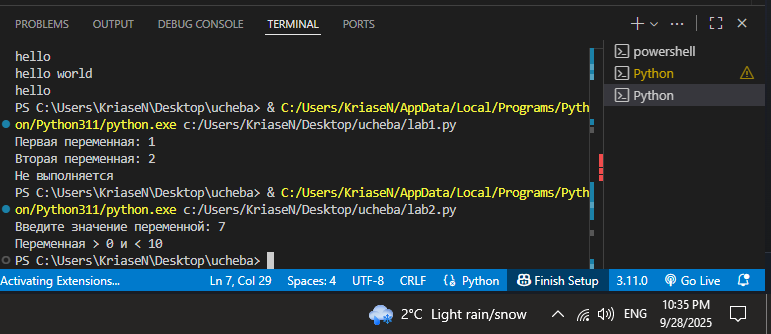 PROBLEMS OUTPUT DEBUG CONSOLE TERMINAL PORTS
hello
hello world
hello
PS C:\Users\KriaseN\Desktop\ucheba> & C:/Users/KriaseN/AppData/Local/Programs/Pyth
on/Python311/python.exe c:/Users/KriaseN/Desktop/ucheba/lab1.py
Первая переменная: 1
Вторая переменная: 2
Не выполняется
PS C:\Users\KriaseN\Desktop\ucheba> & C:/Users/KriaseN/AppData/Local/Programs/Pyth
on/Python311/python.exe c:/Users/KriaseN/Desktop/ucheba/lab2.py
Введите значение переменной: 7
Переменная > 0 и < 10
PS C:\Users\KriaseN\Desktop\ucheba>
powershell
Python
Python
Activating Extensions... Ln 7, Col 29 Spaces: 4 UTF-8 CRLF Python Finish Setup 3.11.0 Go Live
2°C Light rain/snow ENG 10:35 PM
9/28/2025